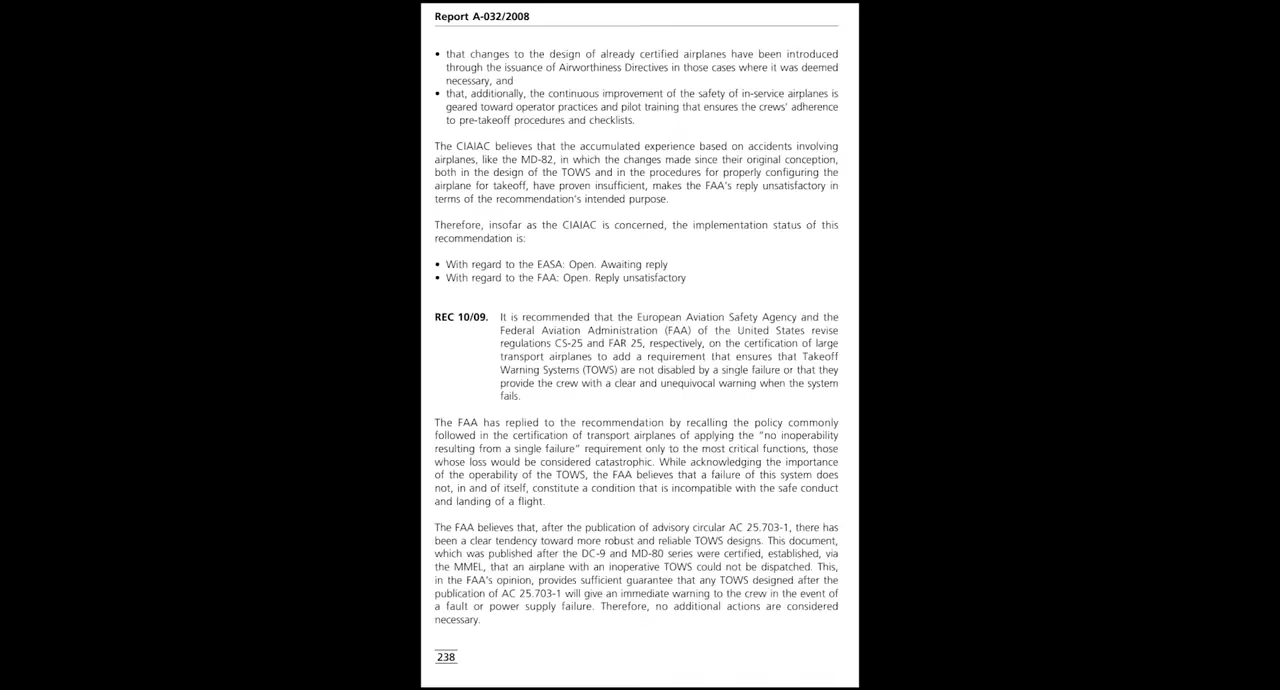 Report A-032/2008
• that changes to the design of already certified airplanes have been introduced
through the issuance of Airworthiness Directives in those cases where it was deemed
necessary, and
• that, additionally, the continuous improvement of the safety of in-service airplanes is
geared toward operator practices and pilot training that ensures the crews' adherence
to pre-takeoff procedures and checklists.
The CIAIAC believes that the accumulated experience based on accidents involving
airplanes, like the MD-82, in which the changes made since their original conception,
both in the design of the TOWS and in the procedures for properly configuring the
airplane for takeoff, have proven insufficient, makes the FAA's reply unsatisfactory in
terms of the recommendation's intended purpose.
Therefore, insofar as the CIAIAC is concerned, the implementation status of this
recommendation is:
• With regard to the EASA: Open. Awaiting reply
• With regard to the FAA: Open. Reply unsatisfactory
REC 10/09. It is recommended that the European Aviation Safety Agency and the
Federal Aviation Administration (FAA) of the United States revise
regulations CS-25 and FAR 25, respectively, on the certification of large
transport airplanes to add a requirement that ensures that Takeoff
Warning Systems (TOWS) are not disabled by a single failure or that they
provide the crew with a clear and unequivocal warning when the system
fails.
The FAA has replied to the recommendation by recalling the policy commonly
followed in the certification of transport airplanes of applying the "no inoperability
resulting from a single failure" requirement only to the most critical functions, those
whose loss would be considered catastrophic. While acknowledging the importance
of the operability of the TOWS, the FAA believes that a failure of this system does
not, in and of itself, constitute a condition that is incompatible with the safe conduct
and landing of a flight.
The FAA believes that, after the publication of advisory circular AC 25.703-1, there has
been a clear tendency toward more robust and reliable TOWS designs. This document,
which was published after the DC-9 and MD-80 series were certified, established, via
the MMEL, that an airplane with an inoperative TOWS could not be dispatched. This,
in the FAA's opinion, provides sufficient guarantee that any TOWS designed after the
publication of AC 25.703-1 will give an immediate warning to the crew in the event of
a fault or power supply failure. Therefore, no additional actions are considered
necessary.
238